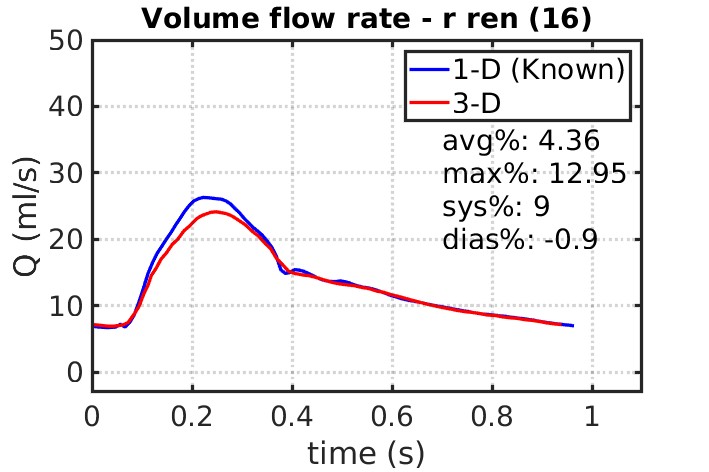 Volume flow rate - r ren (16)
50
40
30
20
10
0
Q (ml/s)
1-D (Known)
3-D
avg%: 4.36
max%: 12.95
sys%: 9
dias%: -0.9
0 0.2 0.4 0.6 0.8 1
time (s)